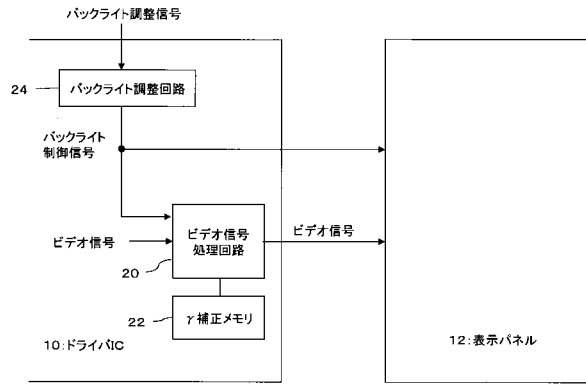 バックライト調整信号
24
バックライト調整回路
バックライト
制御信号
ビデオ信号
ビデオ信号
処理回路
ビデオ信号
20
22
γ補正メモリ
10:ドライバIC
12:表示パネル